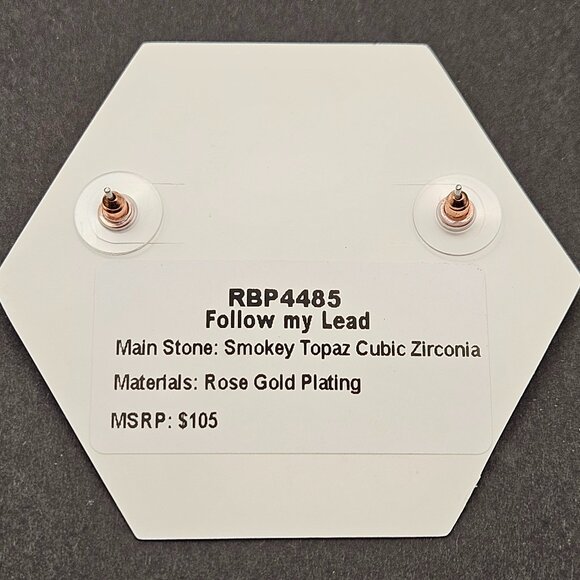 RBP4485
Follow my Lead
Main Stone: Smokey Topaz Cubic Zirconia
Materials: Rose Gold Plating
MSRP: $105